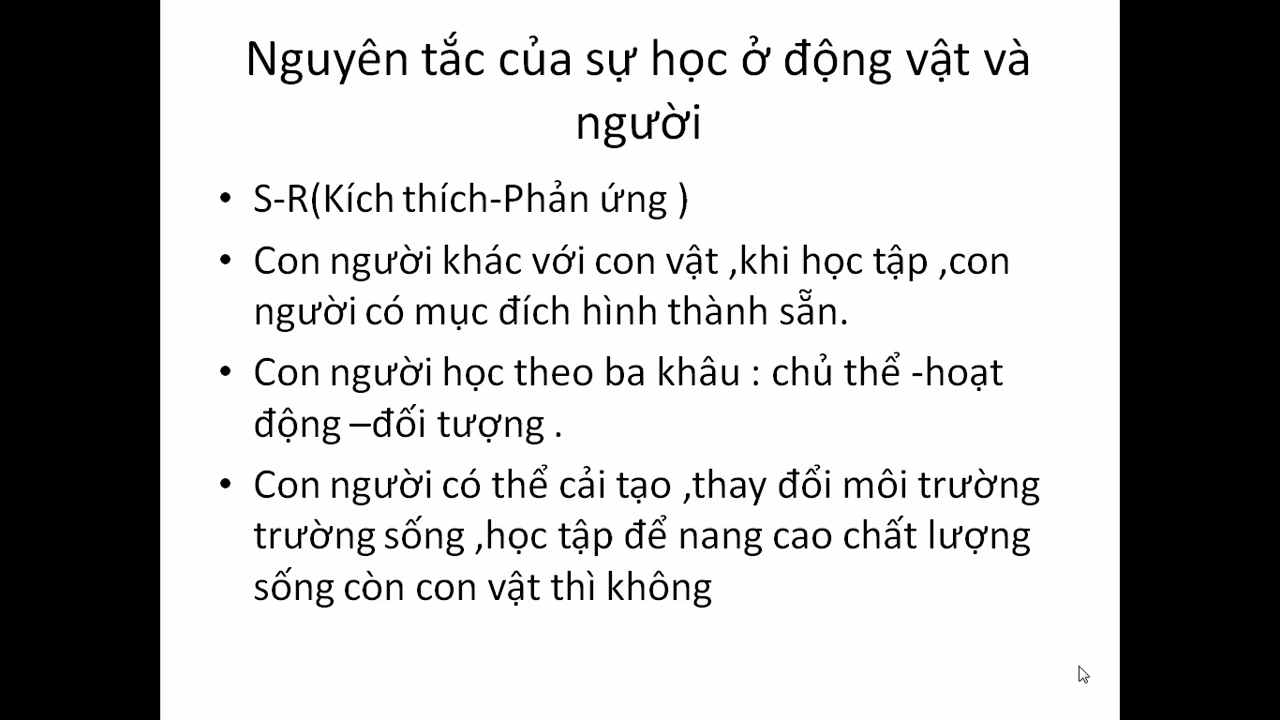 Nguyên tắc của sự học ở động vật và
người
• S-R(Kích thích-Phản ứng )
• Con người khác với con vật ,khi học tập ,con
người có mục đích hình thành sẵn.
• Con người học theo ba khâu : chủ thể -hoạt
động –đối tượng .
• Con người có thể cải tạo ,thay đổi môi trường
trường sống ,học tập để nang cao chất lượng
sống còn con vật thì không